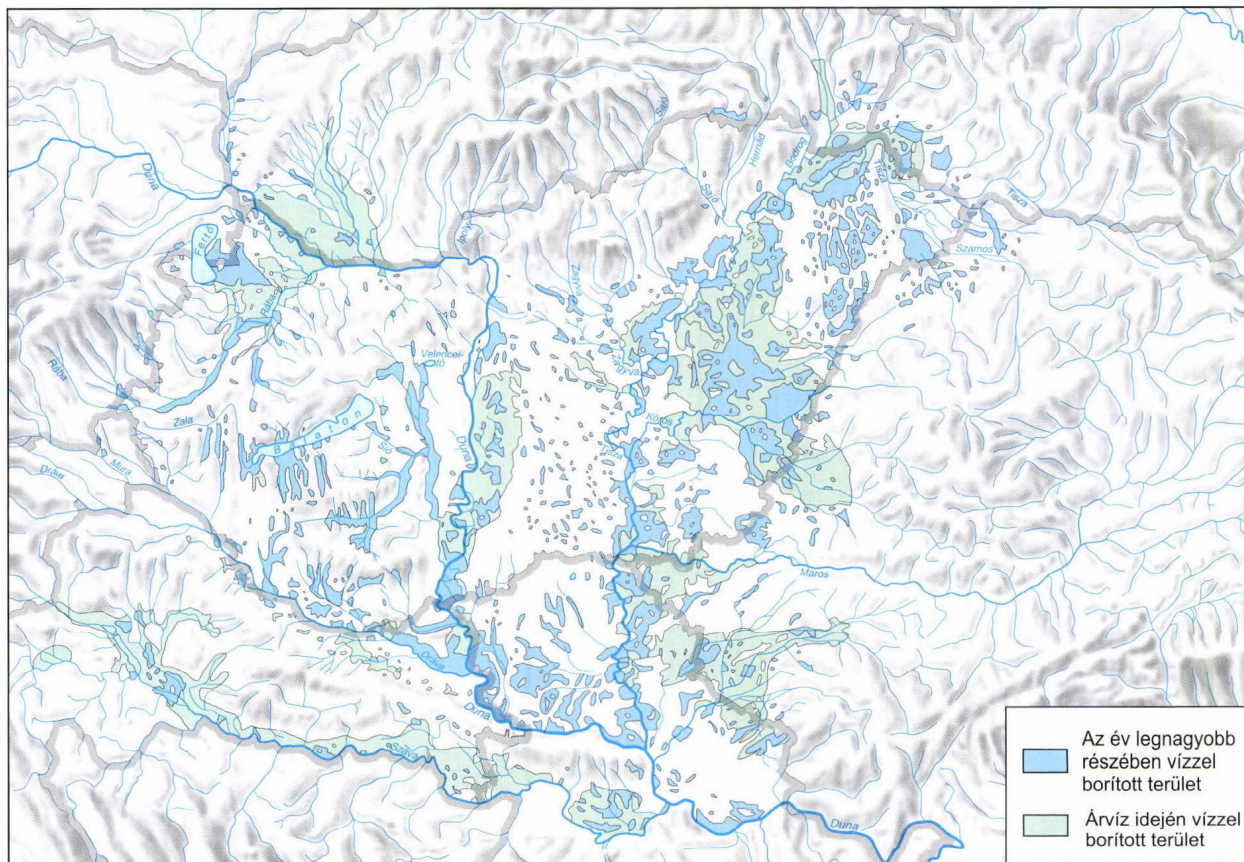 Duna
Fertő
Rába
Rába
Zala
Balaton
Velencei-
tó
Sió
Duna
Mura
Dráva
Dráva
Duna
Száva
Ipoly
Sajó
Sajó
Hernád
Bodrog
Tisza
Tisza
Szamos
Zagyva
Körös
Tisza
Maros
Duna
Az év legnagyobb
részében vízzel
borított terület
Árvíz idején vízzel
borított terület